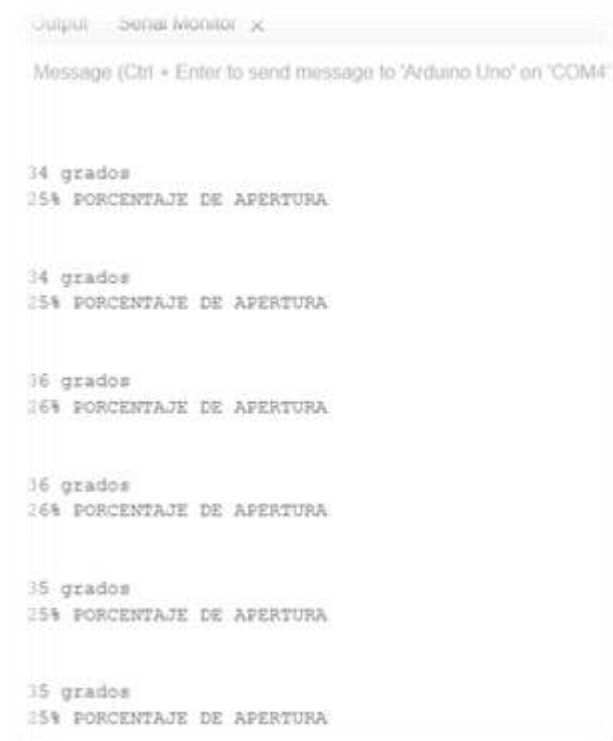 Output Serial Monitor ×
Message (Ctrl + Enter to send message to 'Arduino Uno' on 'COM4'
34 grados
25% PORCENTAJE DE APERTURA
34 grados
25% PORCENTAJE DE APERTURA
36 grados
26% PORCENTAJE DE APERTURA
36 grados
26% PORCENTAJE DE APERTURA
35 grados
25% PORCENTAJE DE APERTURA
35 grados
25% PORCENTAJE DE APERTURA